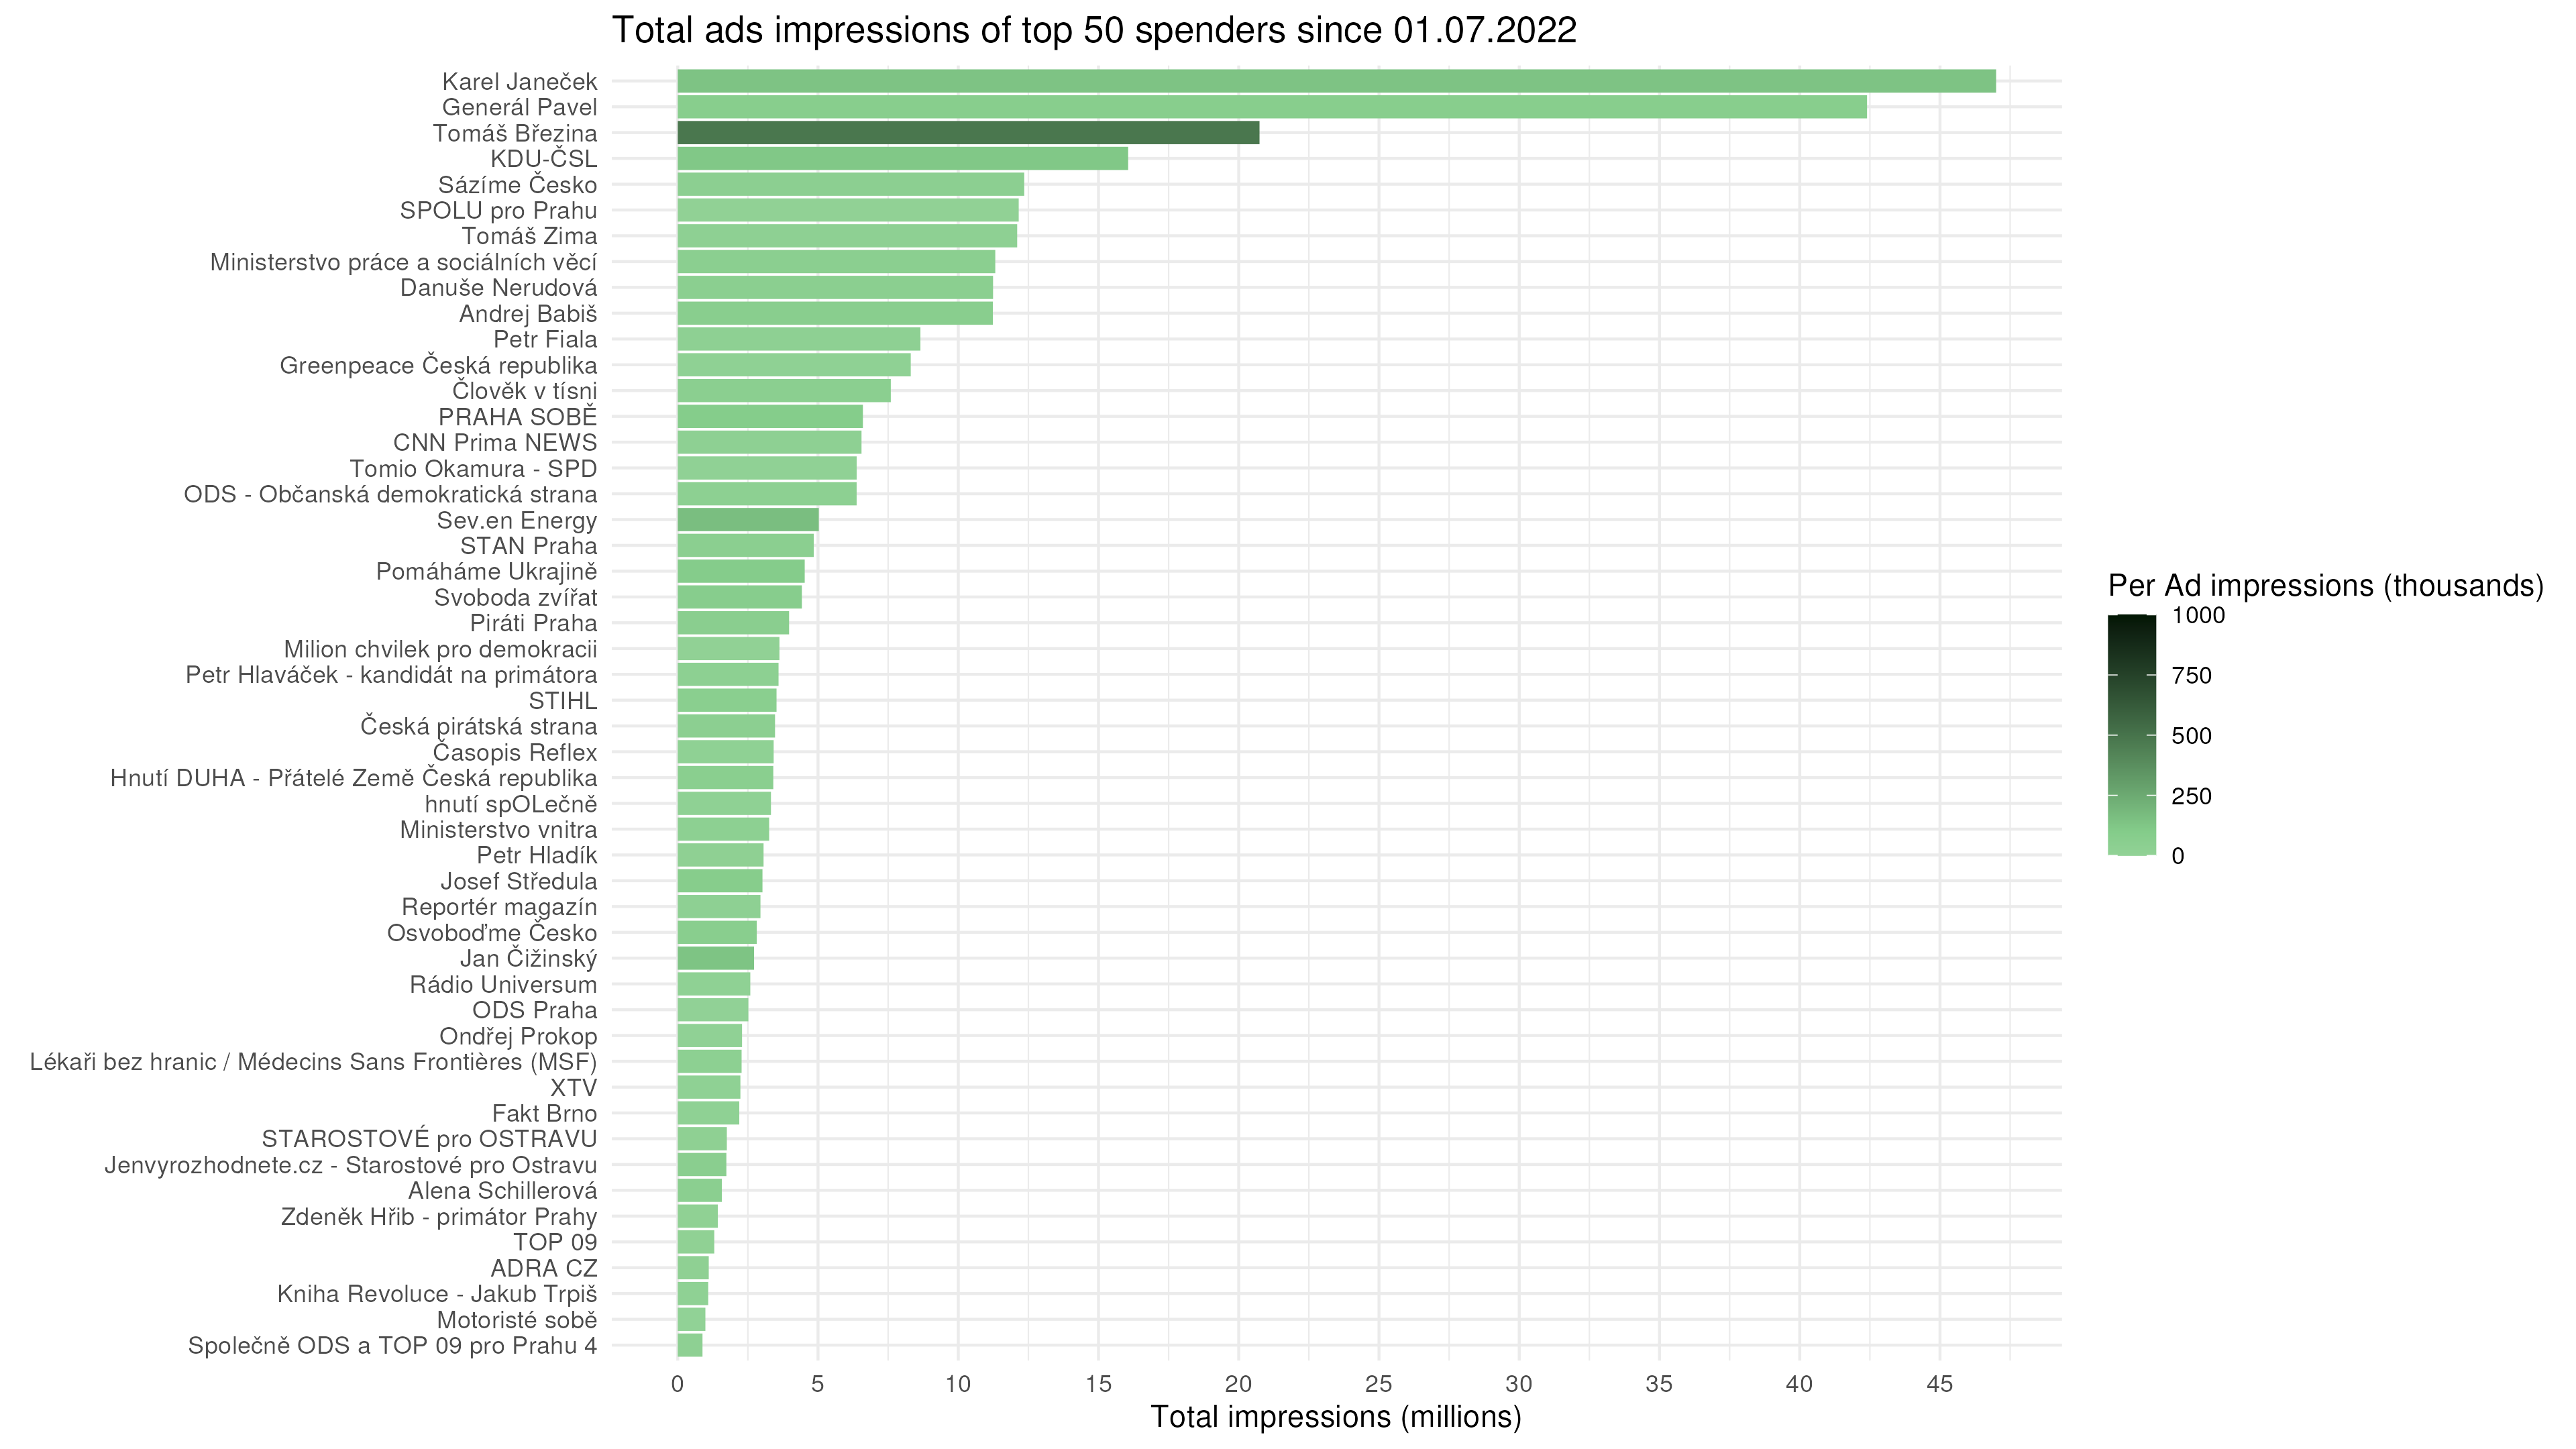 Total ads impressions of top 50 spenders since 01.07.2022
Karel Janeček
Generál Pavel
Tomáš Březina
KDU-ČSL
Sázíme Česko
SPOLU pro Prahu
Tomáš Zima
Ministerstvo práce a sociálních věcí
Danuše Nerudová
Andrej Babiš
Petr Fiala
Greenpeace Česká republika
Člověk v tísni
PRAHA SOBĚ
CNN Prima NEWS
Tomio Okamura - SPD
ODS - Občanská demokratická strana
Sev.en Energy
STAN Praha
Pomáháme Ukrajině
Svoboda zvířat
Piráti Praha
Milion chvilek pro demokracii
Petr Hlaváček - kandidát na primátora
STIHL
Česká pirátská strana
Časopis Reflex
Hnutí DUHA - Přátelé Země Česká republika
hnutí spOLečně
Ministerstvo vnitra
Petr Hladík
Josef Středula
Reportér magazín
Osvoboďme Česko
Jan Čižinský
Rádio Universum
ODS Praha
Ondřej Prokop
Lékaři bez hranic / Médecins Sans Frontières (MSF)
XTV
Fakt Brno
STAROSTOVÉ pro OSTRAVU
Jenvyrozhodnete.cz - Starostové pro Ostravu
Alena Schillerová
Zdeněk Hřib - primátor Prahy
TOP 09
ADRA CZ
Kniha Revoluce - Jakub Trpiš
Motoristé sobě
Společně ODS a TOP 09 pro Prahu 4
0 5 10 15 20 25 30 35 40 45
Total impressions (millions)
Per Ad impressions (thousands)
1000
750
500
250
0